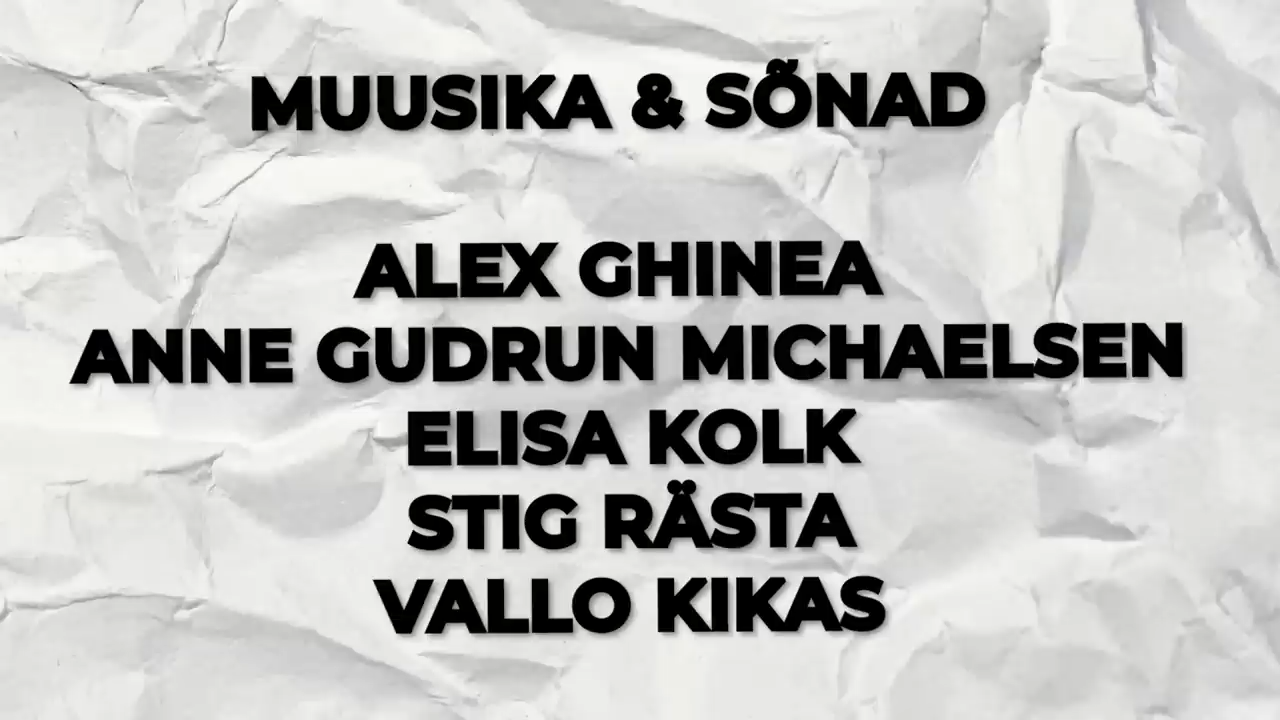 MUUSIKA & SÕNAD
ALEX GHINEA
ANNE GUDRUN MICHAELSEN
ELISA KOLK
STIG RÄSTA
VALLO KIKAS